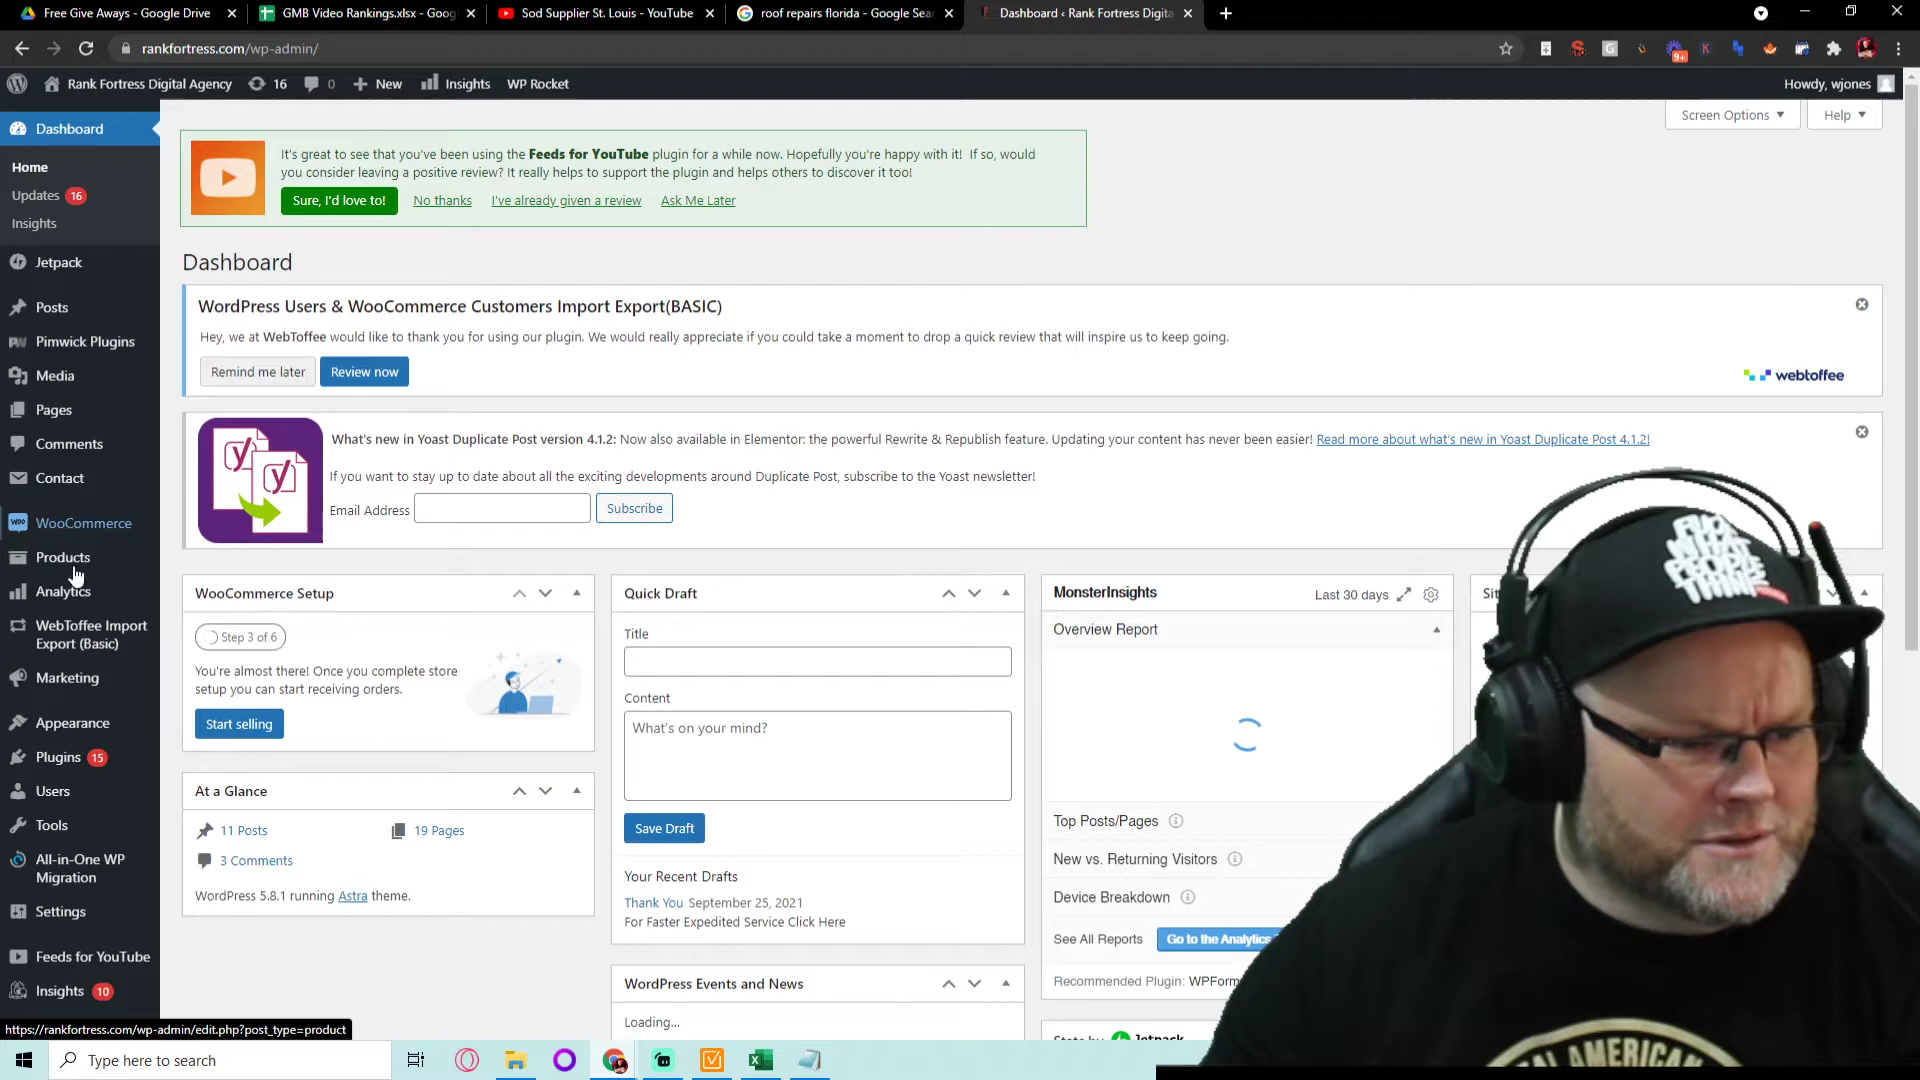 Free Give Aways - Google Drive
GMB Video Rankings.xlsx - Goog
Sod Supplier St. Louis - YouTube
roof repairs florida - Google Sear
Dashboard ‹ Rank Fortress Digita
rankfortress.com/wp-admin/
9+
Rank Fortress Digital Agency
16
0
New
Insights
WP Rocket
Howdy, wjones
Dashboard
Home
Updates 16
Insights
Jetpack
Posts
Pimwick Plugins
Media
Pages
Comments
Contact
WooCommerce
Products
Analytics
WebToffee Import
Export (Basic)
Marketing
Appearance
Plugins 15
Users
Tools
All-in-One WP
Migration
Settings
Feeds for YouTube
Insights 10
https://rankfortress.com/wp-admin/edit.php?post_type=product
Screen Options
Help
It's great to see that you've been using the Feeds for YouTube plugin for a while now. Hopefully you're happy with it! If so, would
you consider leaving a positive review? It really helps to support the plugin and helps others to discover it too!
Sure, I'd love to!
No thanks
I've already given a review
Ask Me Later
Dashboard
WordPress Users & WooCommerce Customers Import Export(BASIC)
Hey, we at WebToffee would like to thank you for using our plugin. We would really appreciate if you could take a moment to drop a quick review that will inspire us to keep going.
Remind me later
Review now
webtoffee
What's new in Yoast Duplicate Post version 4.1.2: Now also available in Elementor: the powerful Rewrite & Republish feature. Updating your content has never been easier! Read more about what's new in Yoast Duplicate Post 4.1.2!
If you want to stay up to date about all the exciting developments around Duplicate Post, subscribe to the Yoast newsletter!
Email Address
Subscribe
WooCommerce Setup
Step 3 of 6
You're almost there! Once you complete store
setup you can start receiving orders.
Start selling
At a Glance
11 Posts
19 Pages
3 Comments
WordPress 5.8.1 running Astra theme.
Quick Draft
Title
Content
What's on your mind?
Save Draft
Your Recent Drafts
Thank You September 25, 2021
For Faster Expedited Service Click Here
WordPress Events and News
Loading...
MonsterInsights
Last 30 days
Overview Report
Top Posts/Pages
New vs. Returning Visitors
Device Breakdown
See All Reports
Go to the Analytics
Recommended Plugin: WPForm
Stats by Jetpack
Sit
WHAT
PEOPLE
THINK
AL AMERICAN
Type here to search